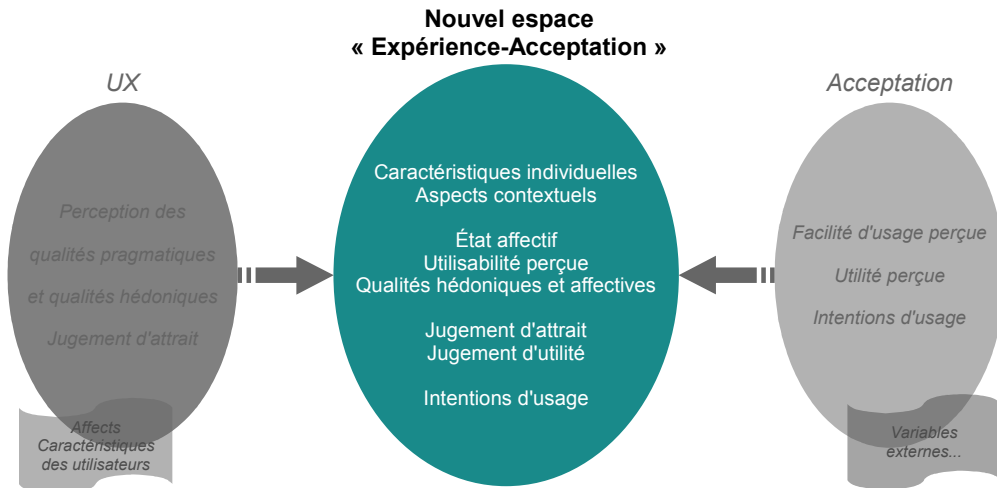 Nouvel espace
« Expérience-Acceptation »
UX
Perception des
qualités pragmatiques
et qualités hédoniques
Jugement d'attrait
Affects
Caractéristiques
des utilisateurs
Caractéristiques individuelles
Aspects contextuels
État affectif
Utilisabilité perçue
Qualités hédoniques et affectives
Jugement d'attrait
Jugement d'utilité
Intentions d'usage
Acceptation
Facilité d'usage perçue
Utilité perçue
Intentions d'usage
Variables
externes...